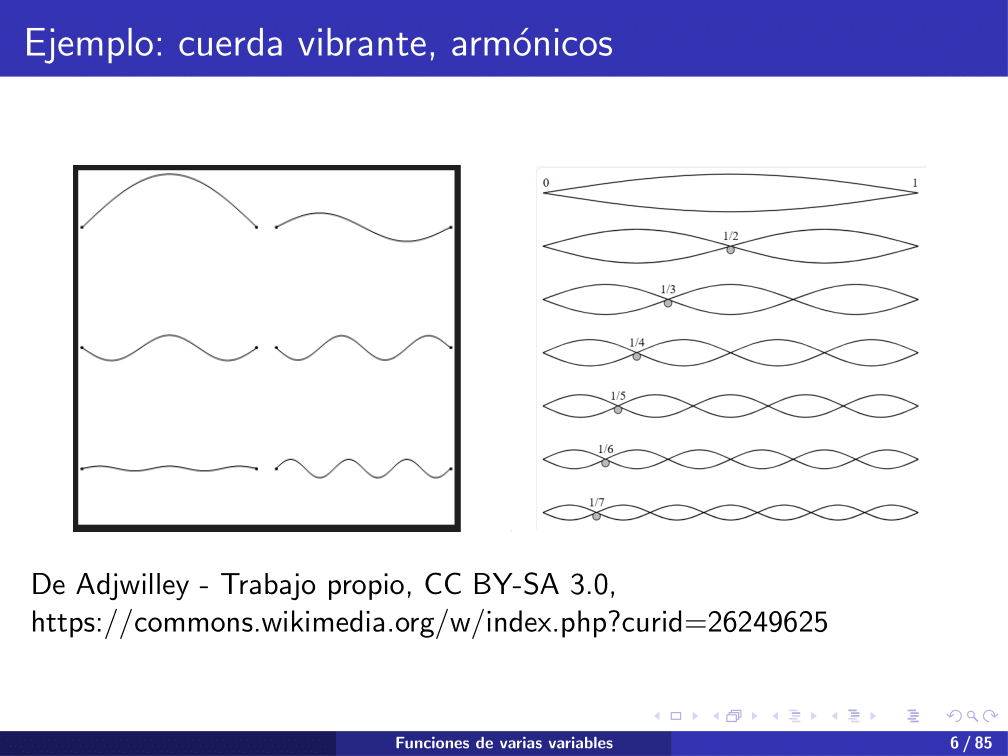 Ejemplo: cuerda vibrante, armónicos
0 1
1/2
1/3
1/4
1/5
1/6
1/7
De Adjwilley - Trabajo propio, CC BY-SA 3.0,
https://commons.wikimedia.org/w/index.php?curid=26249625
Funciones de varias variables 6 / 85